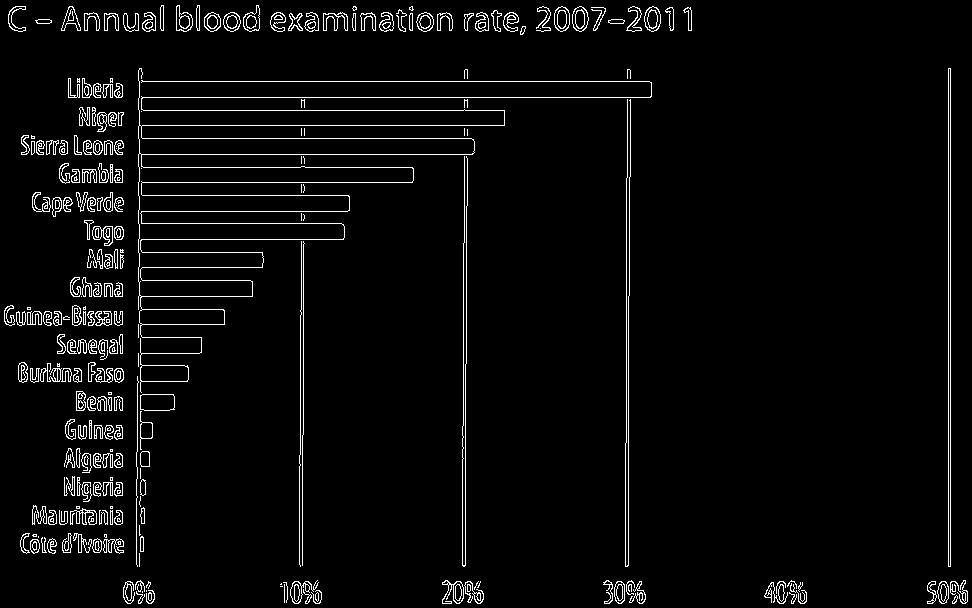 C – Annual blood examination rate, 2007–2011
Liberia
Niger
Sierra Leone
Gambia
Cape Verde
Togo
Mali
Ghana
Guinea-Bissau
Senegal
Burkina Faso
Benin
Guinea
Algeria
Nigeria
Mauritania
Côte d'Ivoire
0% 10% 20% 30% 40% 50%